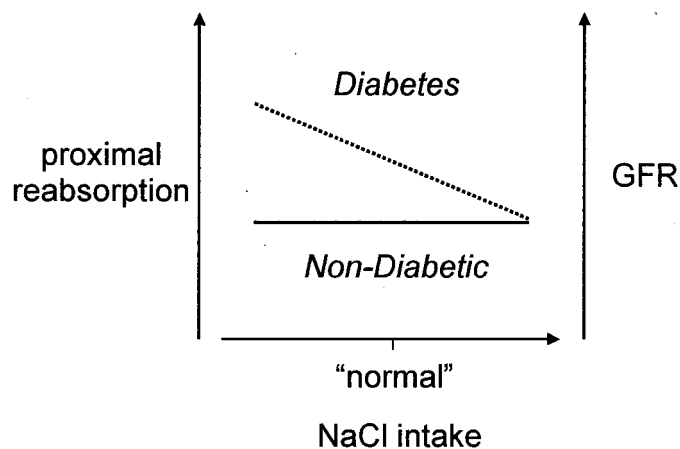 Diabetes
proximal
reabsorption
GFR
Non-Diabetic
“normal”
NaCl intake